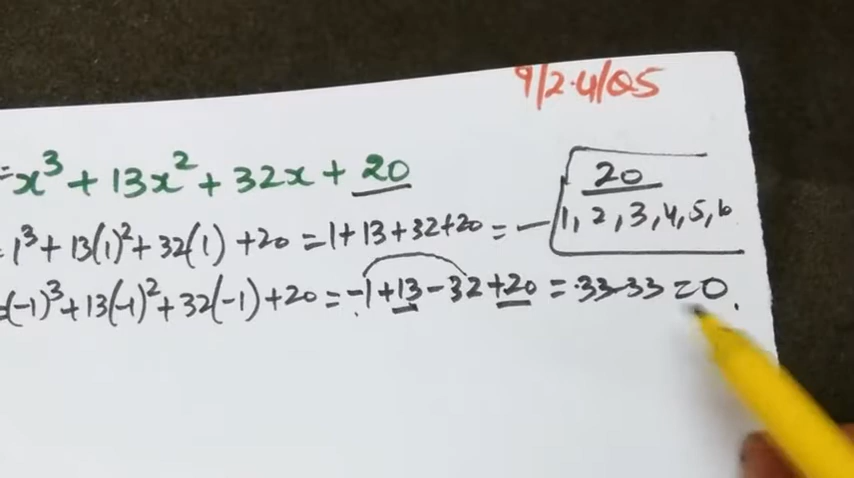 9/2.4/Q5
= x³ + 13x² + 32x + 20
= 1³ + 13(1)² + 32(1) + 20 = 1 + 13 + 32 + 20 = —
20
1, 2, 3, 4, 5, 6
= (-1)³ + 13(-1)² + 32(-1) + 20 = -1 + 13 - 32 + 20 = 33-33 = 0.